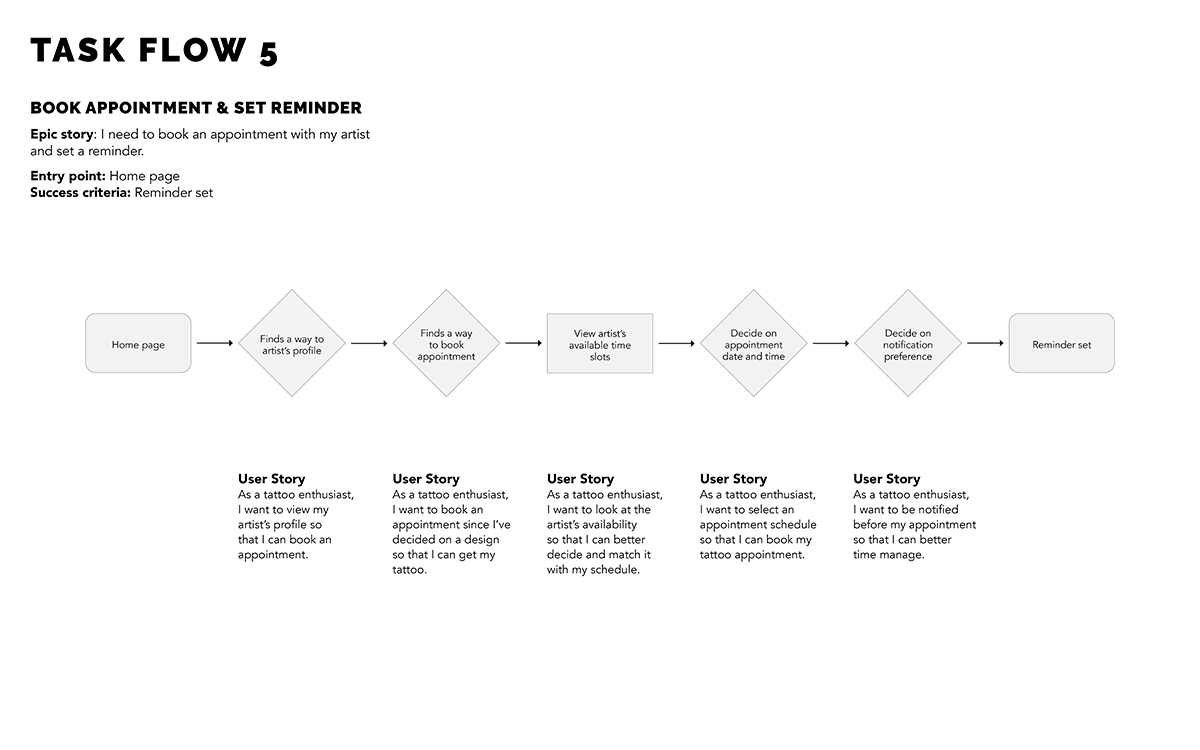 TASK FLOW 5
BOOK APPOINTMENT & SET REMINDER
Epic story: I need to book an appointment with my artist
and set a reminder.
Entry point: Home page
Success criteria: Reminder set
Home page
Finds a way to
artist's profile
Finds a way
to book
appointment
View artist's
available time
slots
Decide on
appointment
date and time
Decide on
notification
preference
Reminder set
User Story
As a tattoo enthusiast,
I want to view my
artist's profile so
that I can book an
appointment.
User Story
As a tattoo enthusiast,
I want to book an
appointment since I've
decided on a design
so that I can get my
tattoo.
User Story
As a tattoo enthusiast,
I want to look at the
artist's availability
so that I can better
decide and match it
with my schedule.
User Story
As a tattoo enthusiast,
I want to select an
appointment schedule
so that I can book my
tattoo appointment.
User Story
As a tattoo enthusiast,
I want to be notified
before my appointment
so that I can better
time manage.